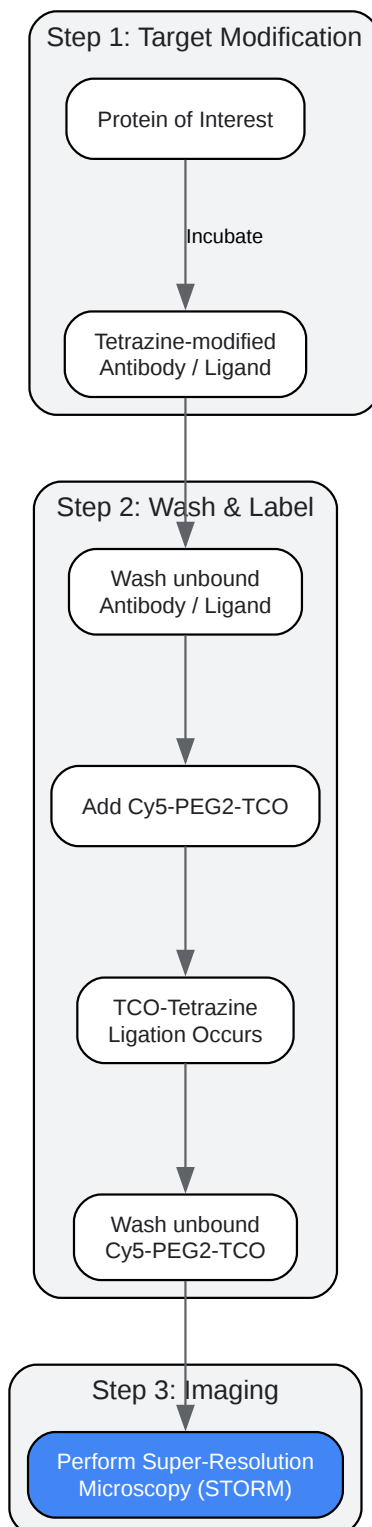 Step 1: Target Modification
Protein of Interest
Incubate
Tetrazine-modified
Antibody / Ligand
Step 2: Wash & Label
Wash unbound
Antibody / Ligand
Add Cy5-PEG2-TCO
TCO-Tetrazine
Ligation Occurs
Wash unbound
Cy5-PEG2-TCO
Step 3: Imaging
Perform Super-Resolution
Microscopy (STORM)